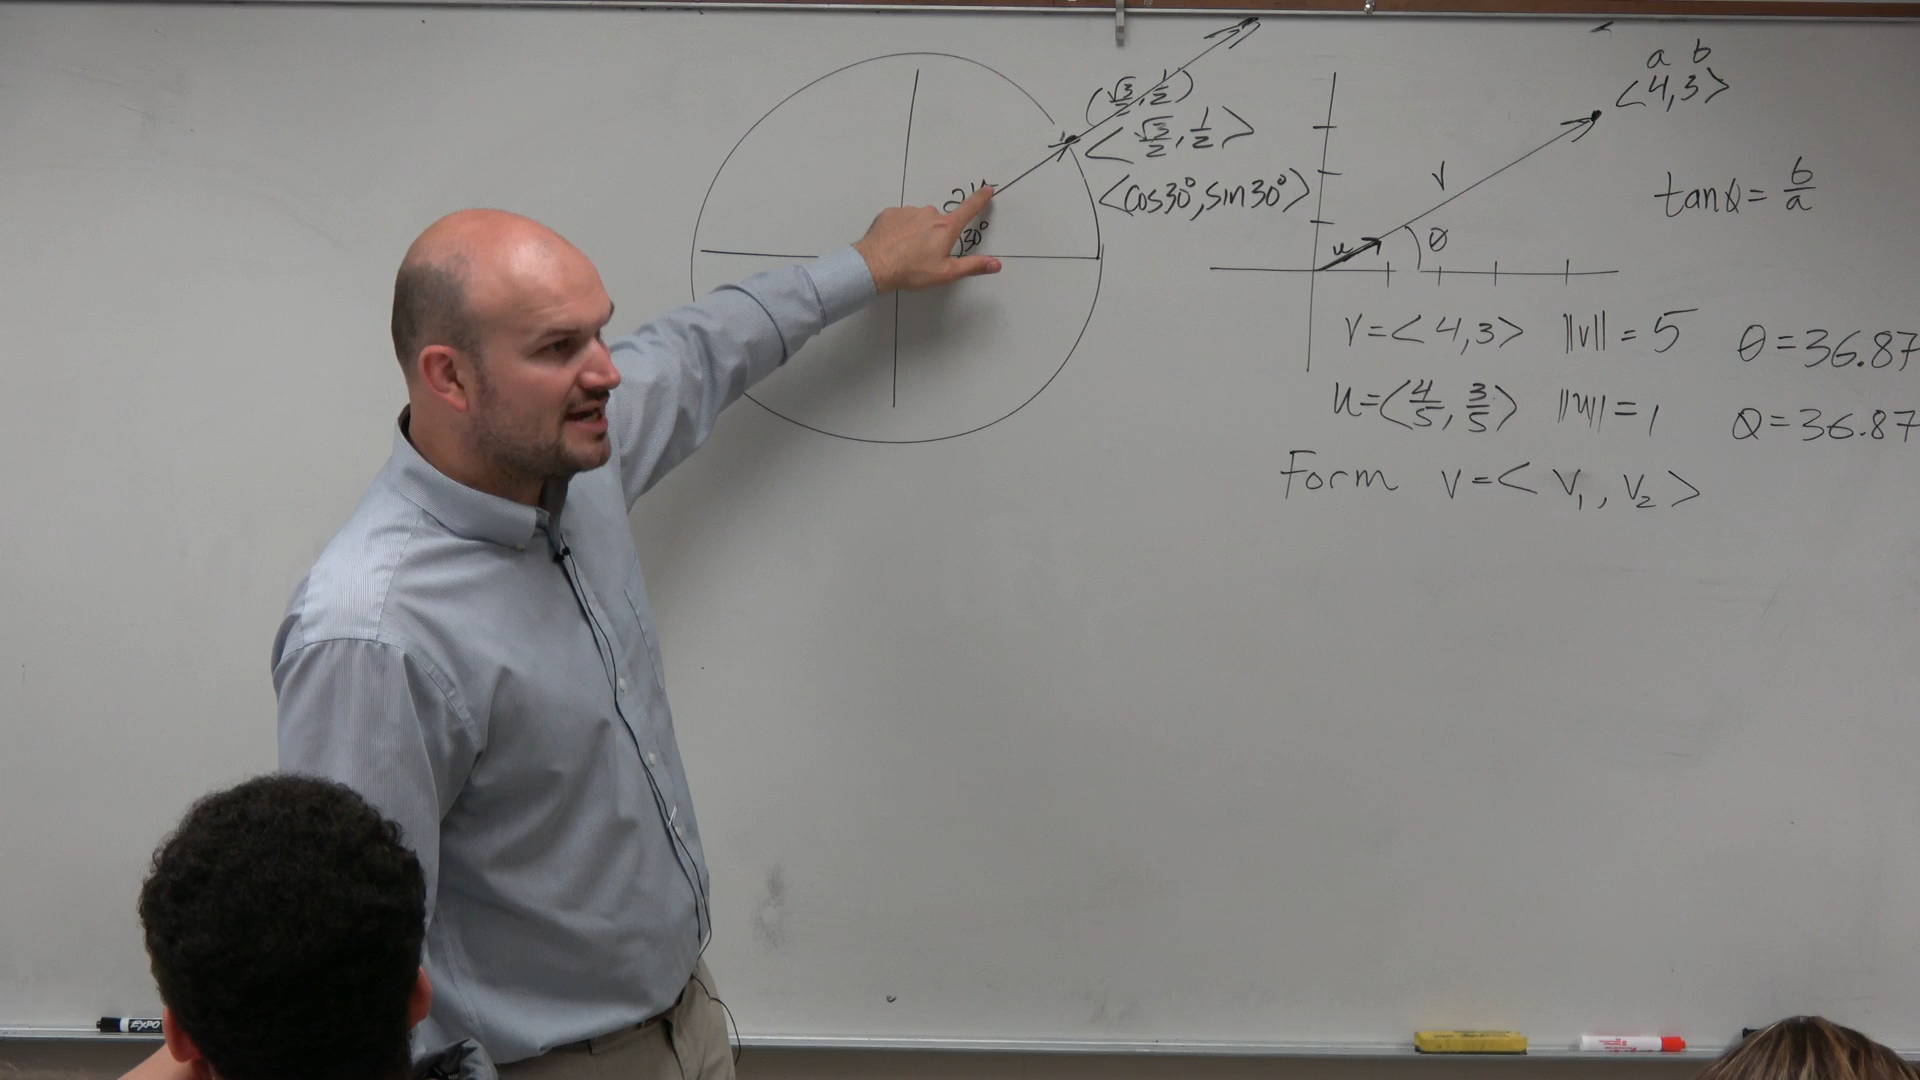 (√3/2, 1/2)
<√3/2, 1/2>
<cos30°, sin30°>
30°
a b
<4,3>
v
u
θ
tanθ = b/a
v = <4,3> ||v|| = 5 θ = 36.87
u = <4/5, 3/5> ||u|| = 1 θ = 36.87
Form v = <v₁, v₂>
EXPO